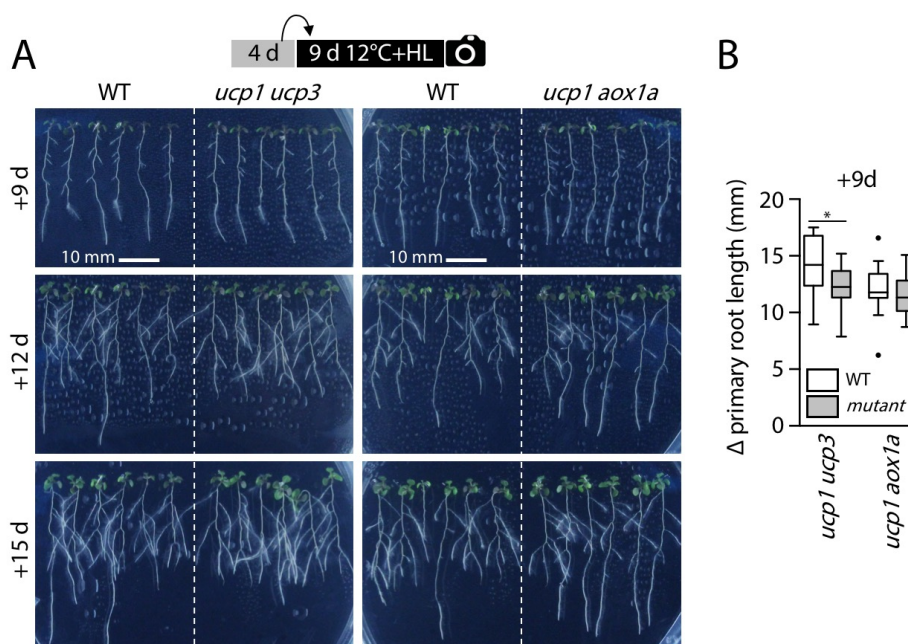 A
4 d
9 d 12°C+HL
WT
ucp1 ucp3
WT
ucp1 aox1a
+9 d
10 mm
10 mm
+12 d
+15 d
B
+9d
Δ primary root length (mm)
20
15
10
5
0
*
WT
mutant
ucp1 ucp3
ucp1 aox1a